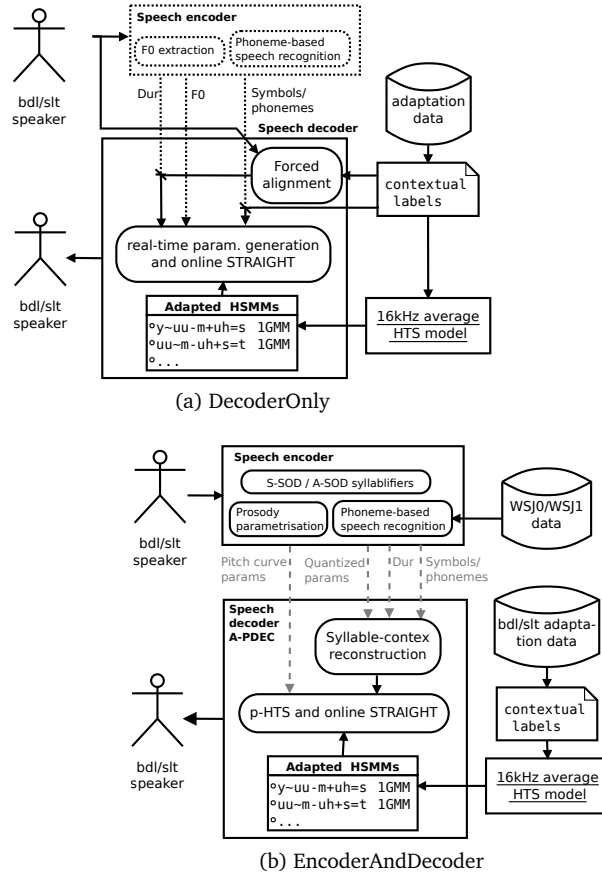 Speech encoder
F0 extraction
Phoneme-based
speech recognition
bdl/slt
speaker
Dur
F0
Symbols/
phonemes
adaptation
data
Speech decoder
Forced
alignment
contextual
labels
real-time param. generation
and online STRAIGHT
bdl/slt
speaker
Adapted HSMMs
y~uu-m+uh=s 1GMM
uu~m-uh+s=t 1GMM
...
16kHz average
HTS model
(a) DecoderOnly
Speech encoder
S-SOD / A-SOD syllablifiers
Prosody
parametrisation
Phoneme-based
speech recognition
WSJ0/WSJ1
data
bdl/slt
speaker
Pitch curve
params
Quantized
params
Dur
Symbols/
phonemes
Speech
decoder
A-PDEC
Syllable-contex
reconstruction
bdl/slt adapta-
tion data
p-HTS and online STRAIGHT
contextual
labels
bdl/slt
speaker
Adapted HSMMs
y~uu-m+uh=s 1GMM
uu~m-uh+s=t 1GMM
...
16kHz average
HTS model
(b) EncoderAndDecoder